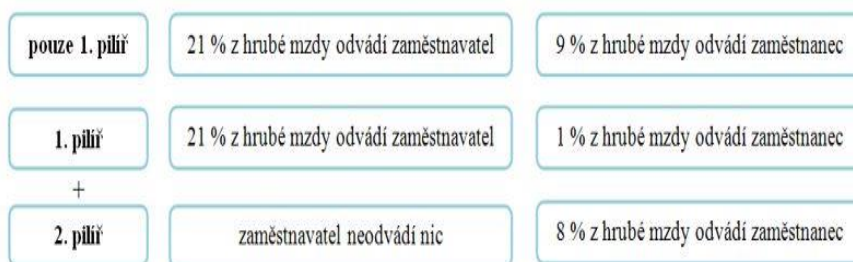 pouze 1. pilíř 21 % z hrubé mzdy odvádí zaměstnavatel 9 % z hrubé mzdy odvádí zaměstnanec
1. pilíř 21 % z hrubé mzdy odvádí zaměstnavatel 1 % z hrubé mzdy odvádí zaměstnanec
+
2. pilíř zaměstnavatel neodvádí nic 8 % z hrubé mzdy odvádí zaměstnanec